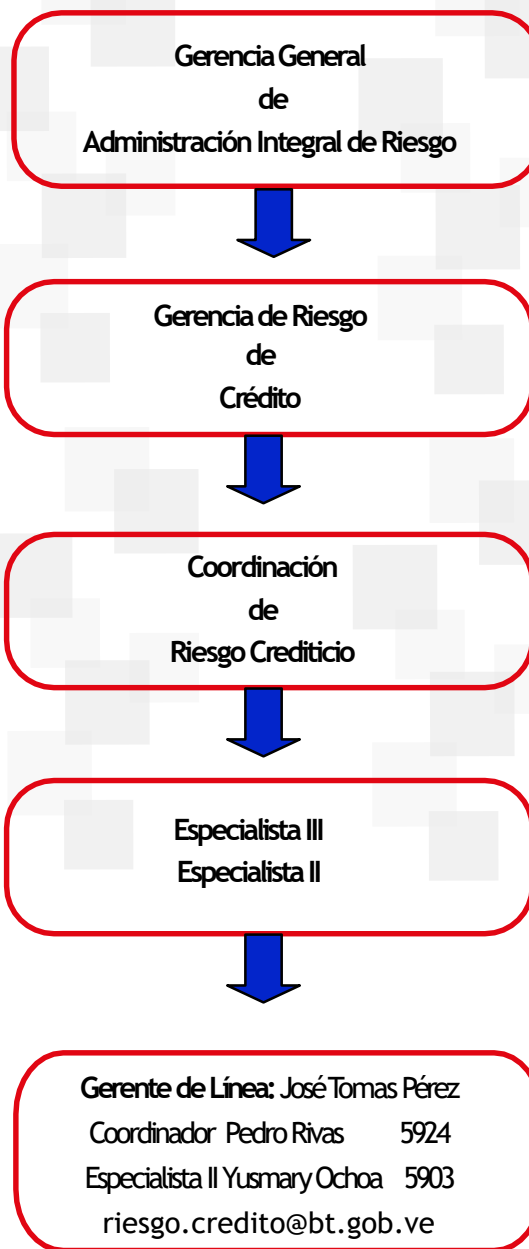 Gerencia General
de
Administración Integral de Riesgo
Gerencia de Riesgo
de
Crédito
Coordinación
de
Riesgo Crediticio
Especialista III
Especialista II
Gerente de Línea: José Tomas Pérez
Coordinador Pedro Rivas 5924
Especialista II Yusmary Ochoa 5903
riesgo.credito@bt.gob.ve